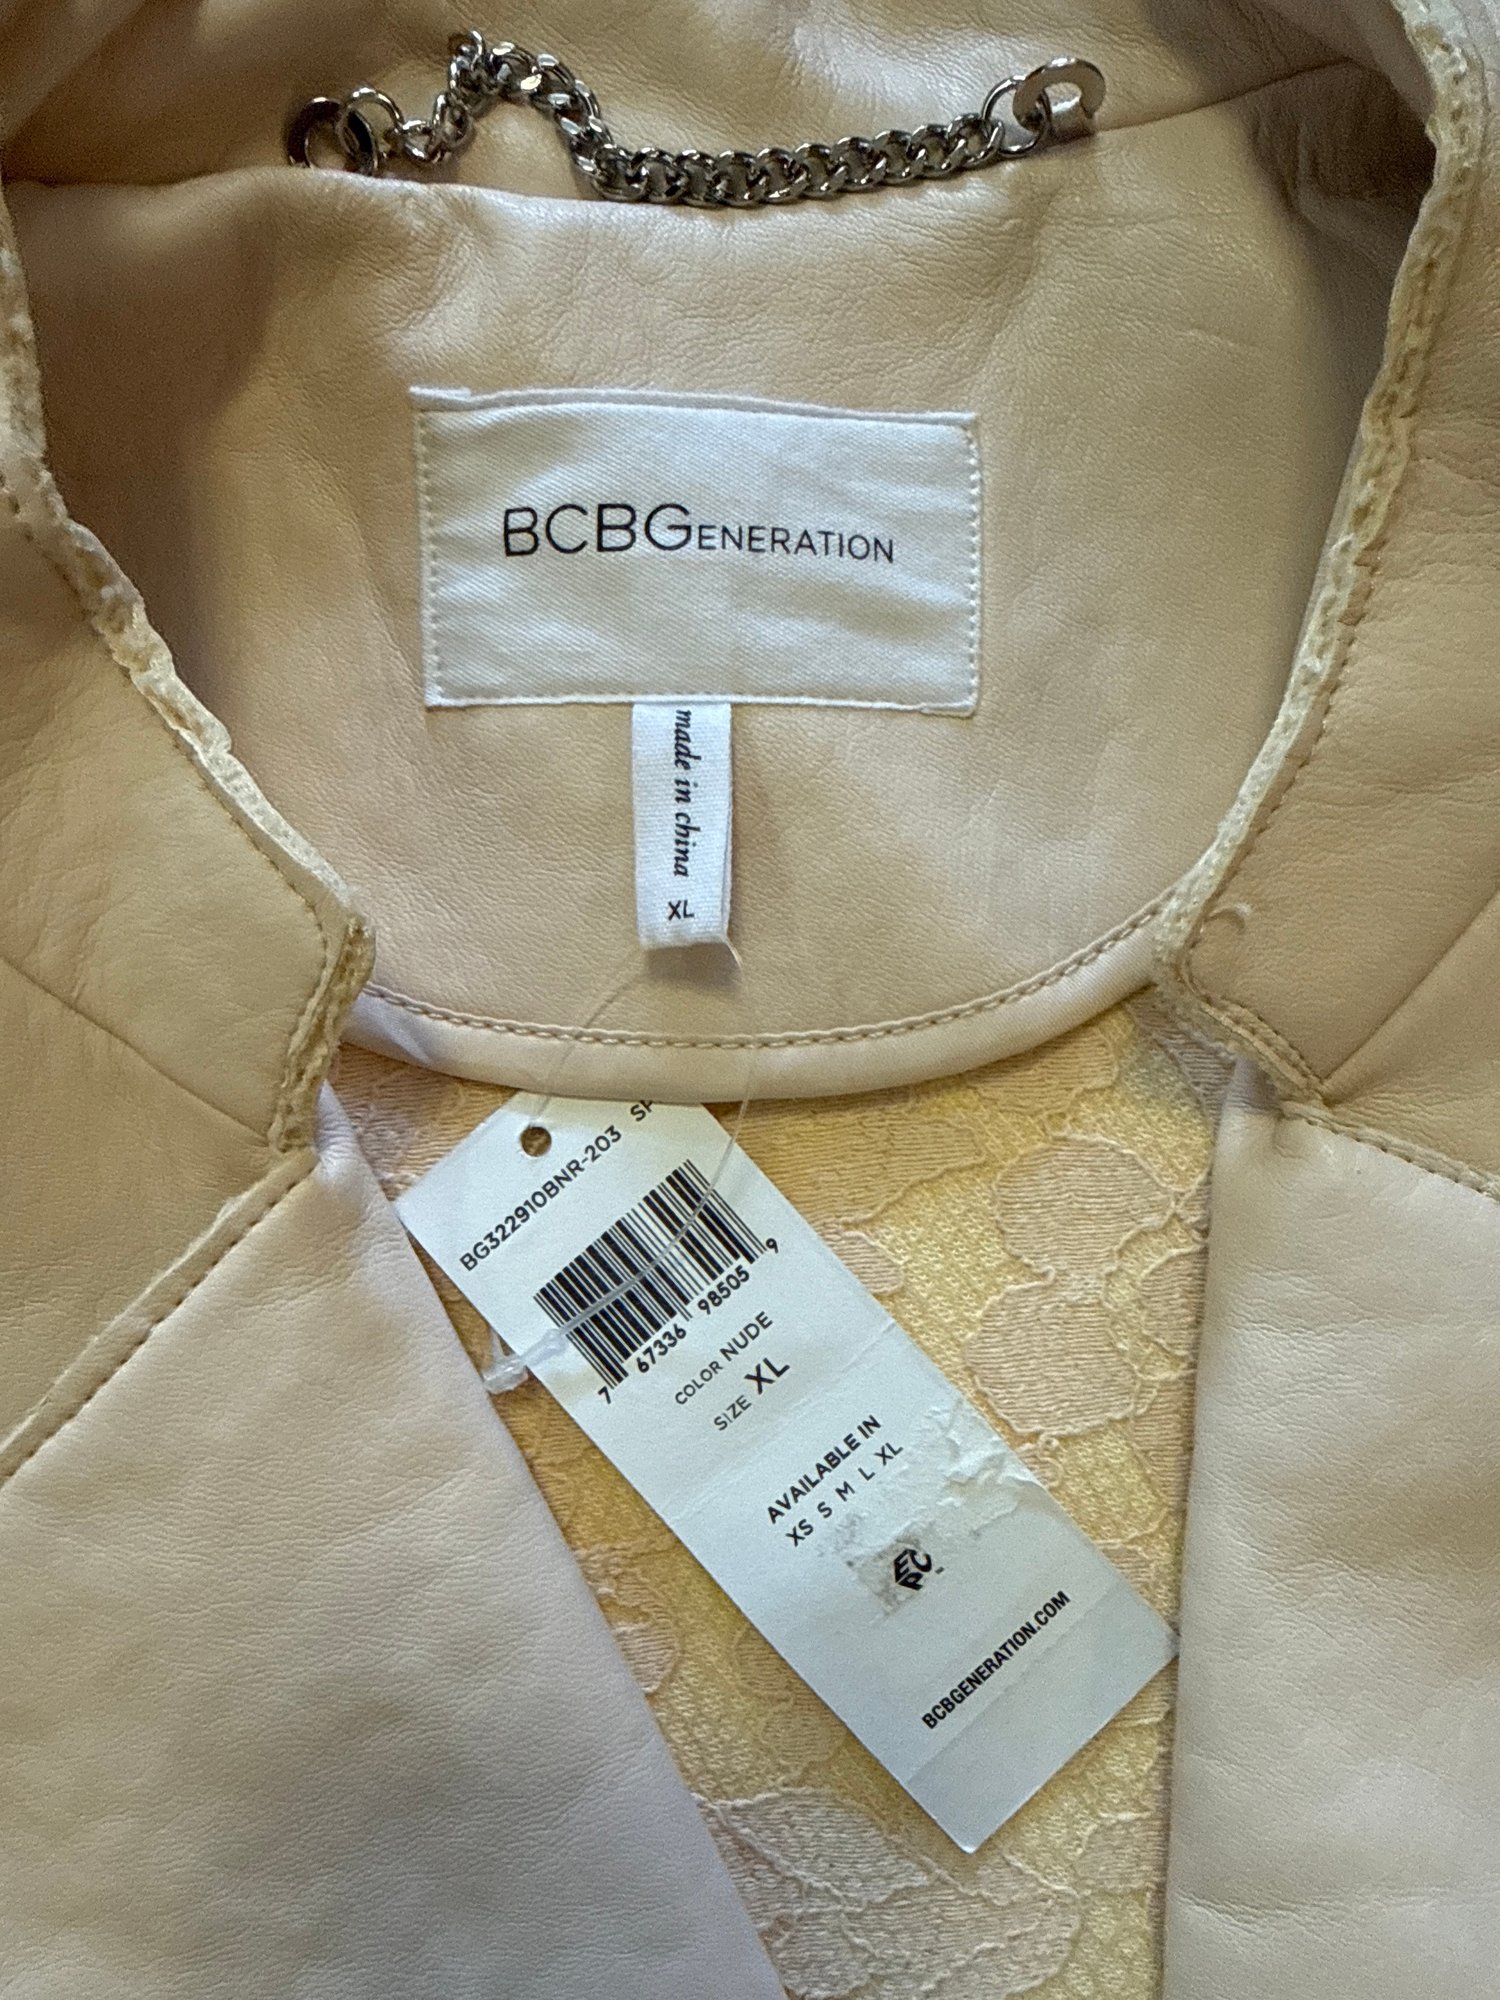 BCBGENERATION
made in china
XL
BG322910BNR-203
7 67336 98505 9
COLOR NUDE
SIZE XL
AVAILABLE IN
XS S M L XL
EPC
BCBGENERATION.COM